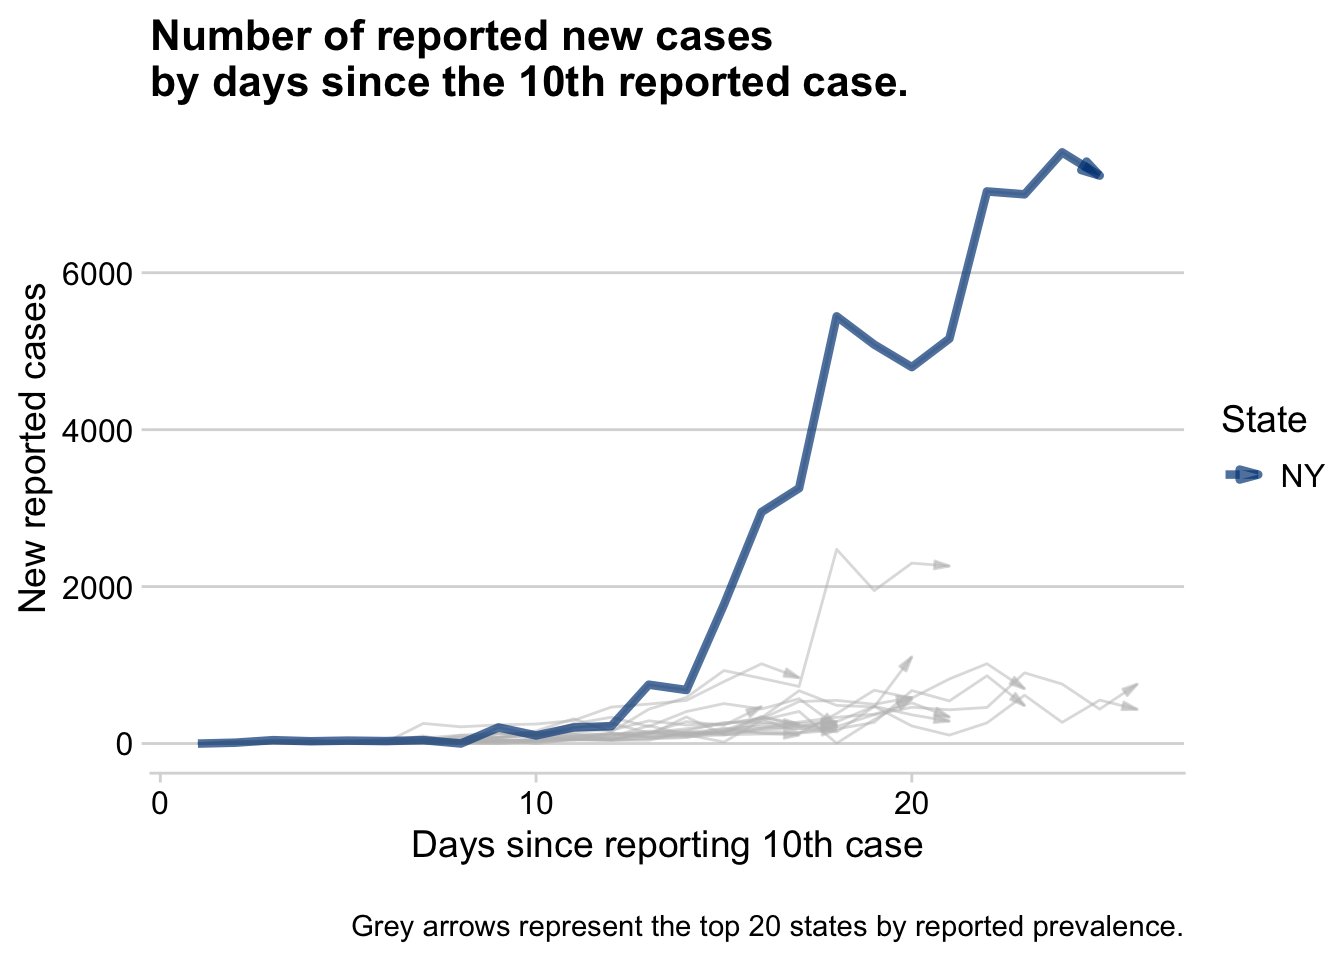 Number of reported new cases
by days since the 10th reported case.
New reported cases
6000
4000
2000
0
0 10 20
Days since reporting 10th case
State
NY
Grey arrows represent the top 20 states by reported prevalence.